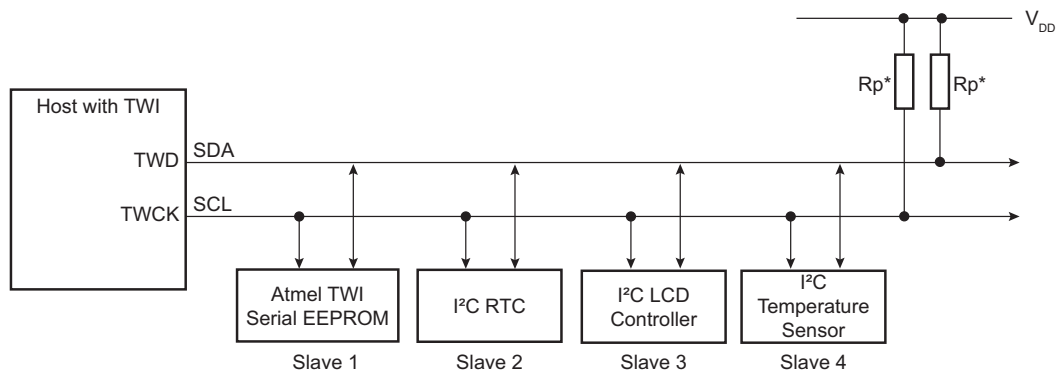 V_DD
Rp* Rp*
Host with TWI
TWD SDA
TWCK SCL
Atmel TWI
Serial EEPROM
Slave 1
I²C RTC
Slave 2
I²C LCD
Controller
Slave 3
I²C
Temperature
Sensor
Slave 4